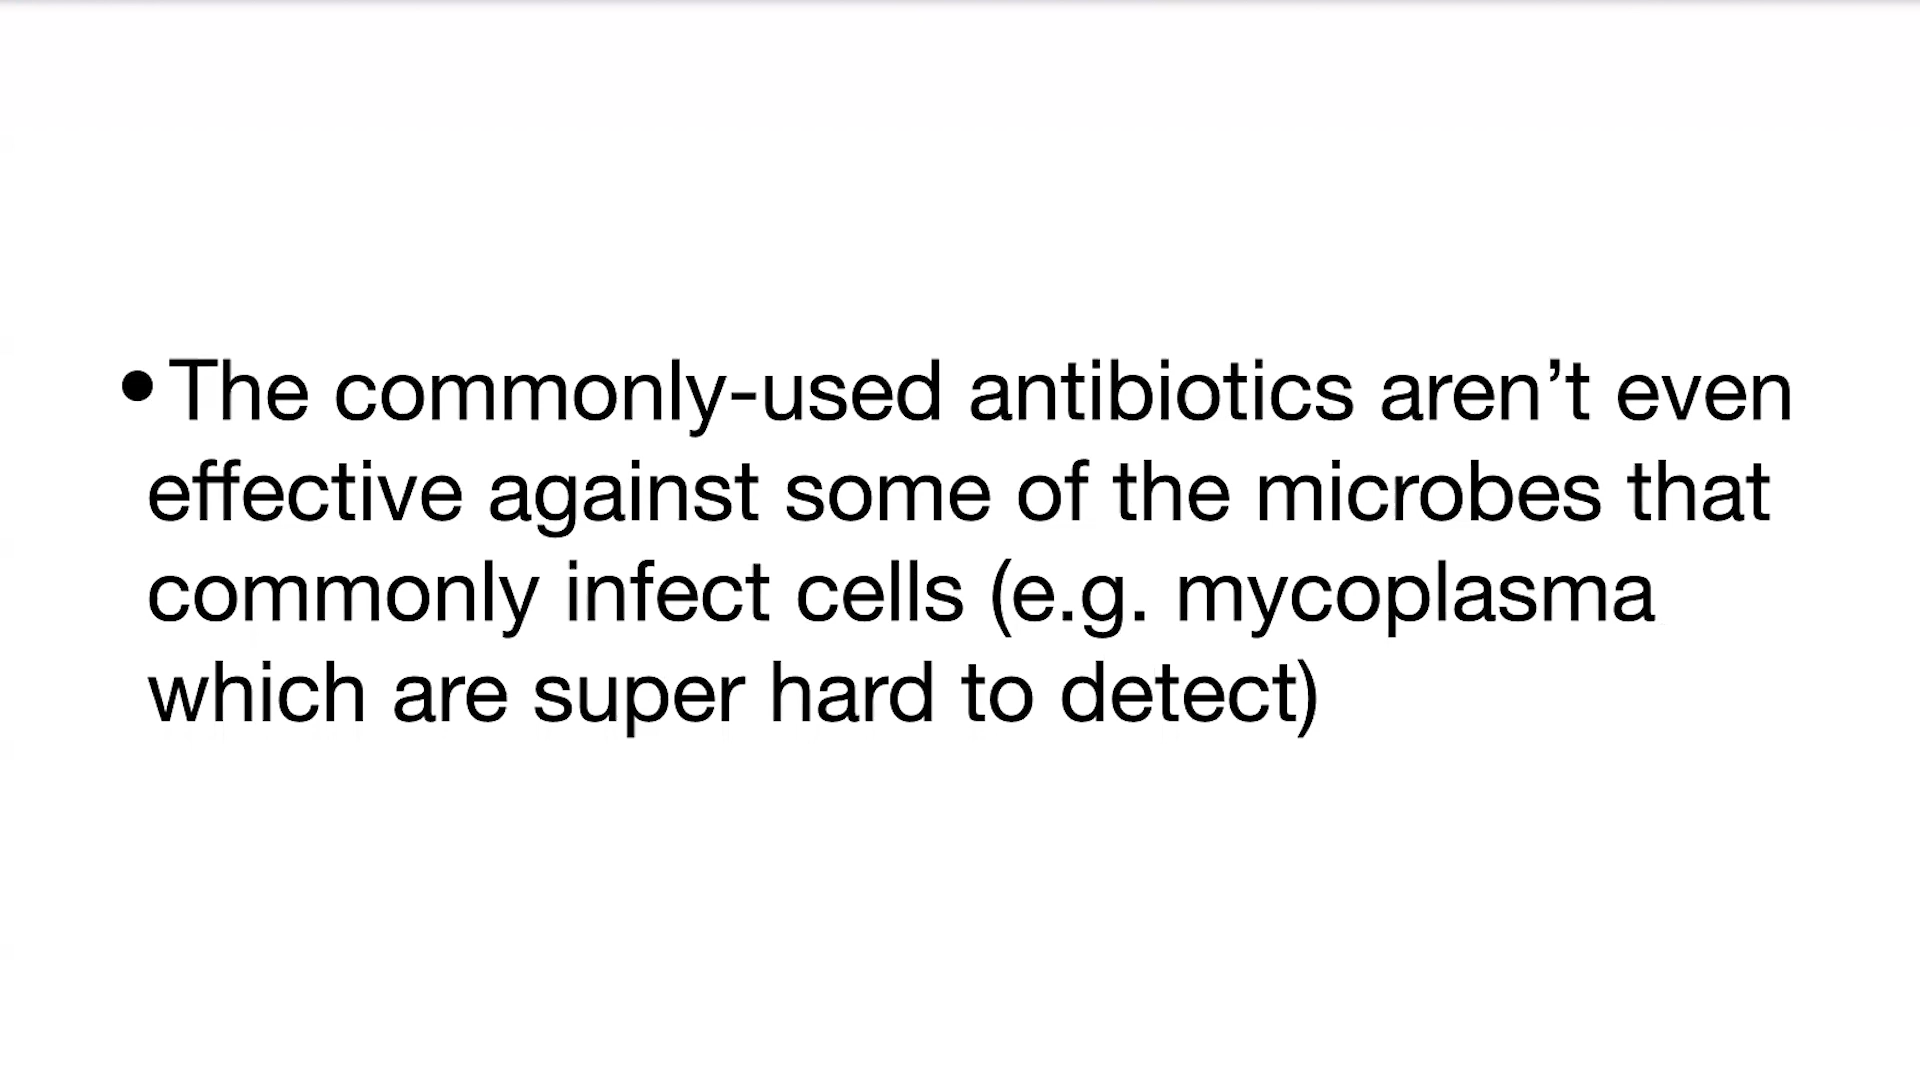 •The commonly-used antibiotics aren’t even
effective against some of the microbes that
commonly infect cells (e.g. mycoplasma
which are super hard to detect)